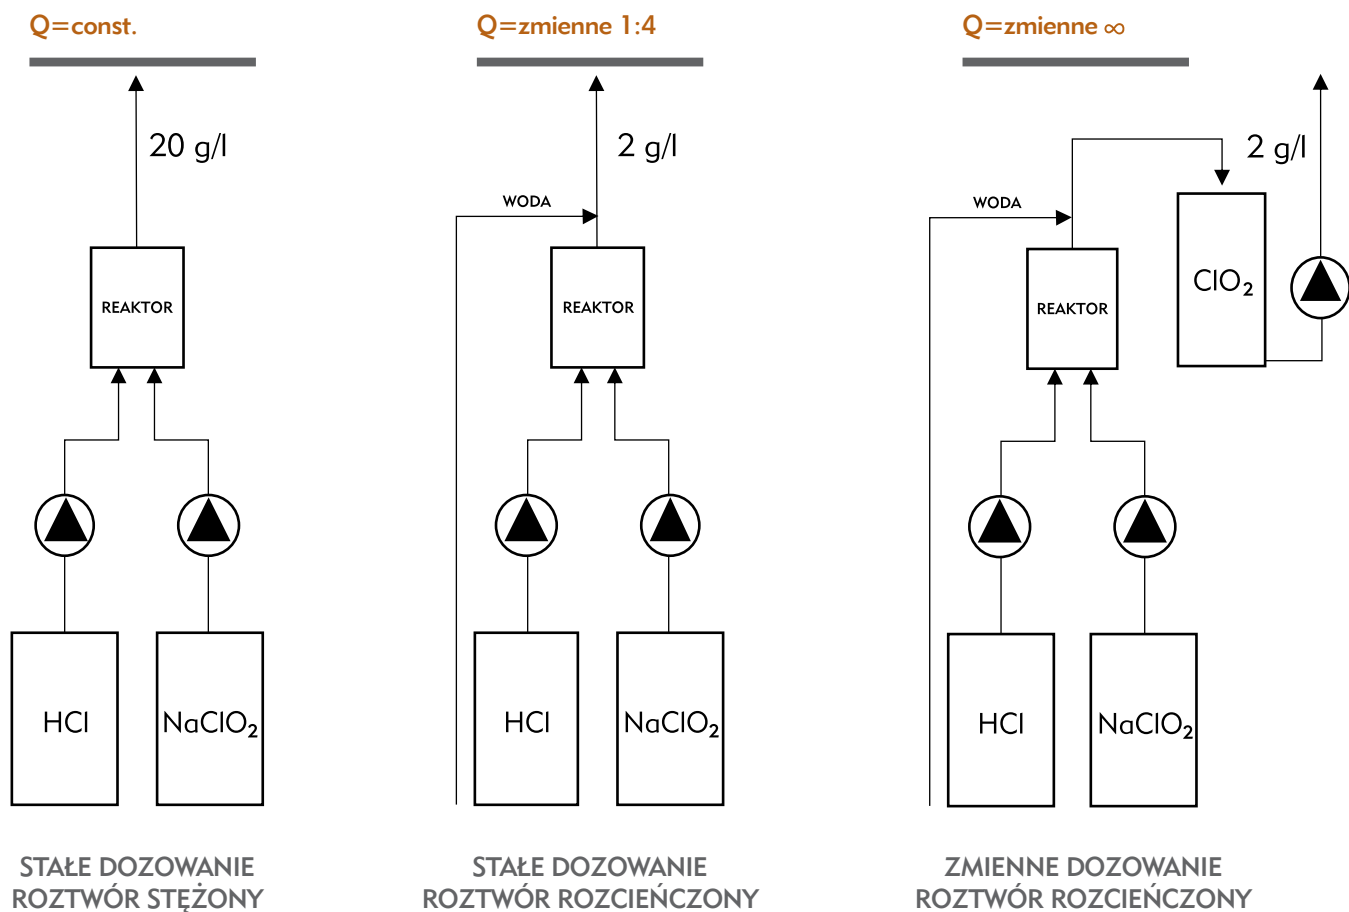 Q=const.
20 g/l
REAKTOR
HCl
NaClO₂
STAŁE DOZOWANIE
ROZTWÓR STĘŻONY
Q=zmienne 1:4
2 g/l
WODA
REAKTOR
HCl
NaClO₂
STAŁE DOZOWANIE
ROZTWÓR ROZCIEŃCZONY
Q=zmienne ∞
2 g/l
WODA
ClO₂
REAKTOR
HCl
NaClO₂
ZMIENNE DOZOWANIE
ROZTWÓR ROZCIEŃCZONY